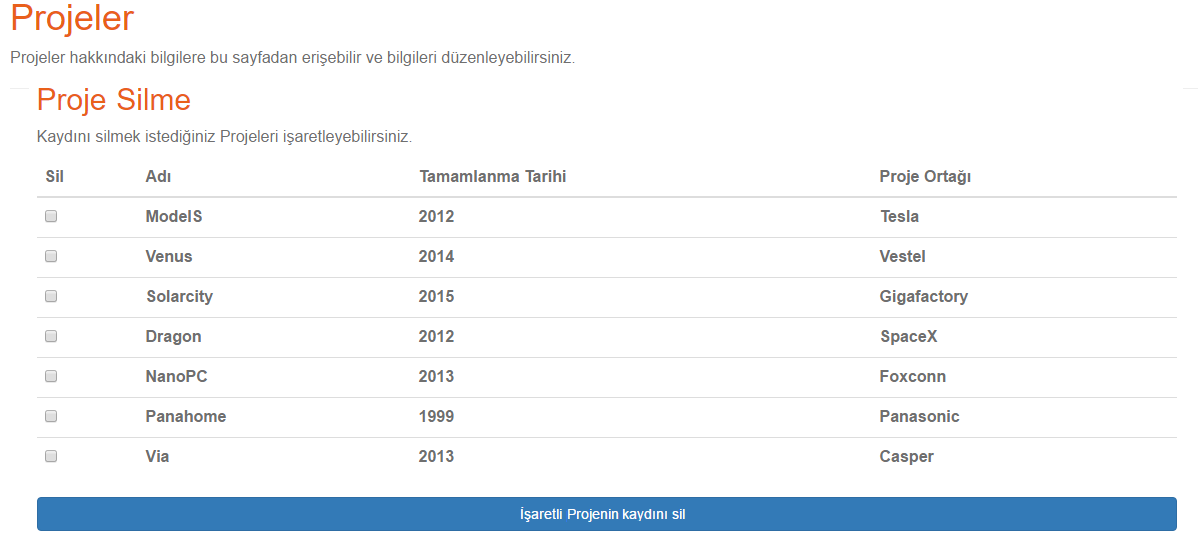 Projeler
Projeler hakkındaki bilgilere bu sayfadan erişebilir ve bilgileri düzenleyebilirsiniz.
Proje Silme
Kaydını silmek istediğiniz Projeleri işaretleyebilirsiniz.
Sil Adı Tamamlanma Tarihi Proje Ortağı
ModelS 2012 Tesla
Venus 2014 Vestel
Solarcity 2015 Gigafactory
Dragon 2012 SpaceX
NanoPC 2013 Foxconn
Panahome 1999 Panasonic
Via 2013 Casper
İşaretli Projenin kaydını sil